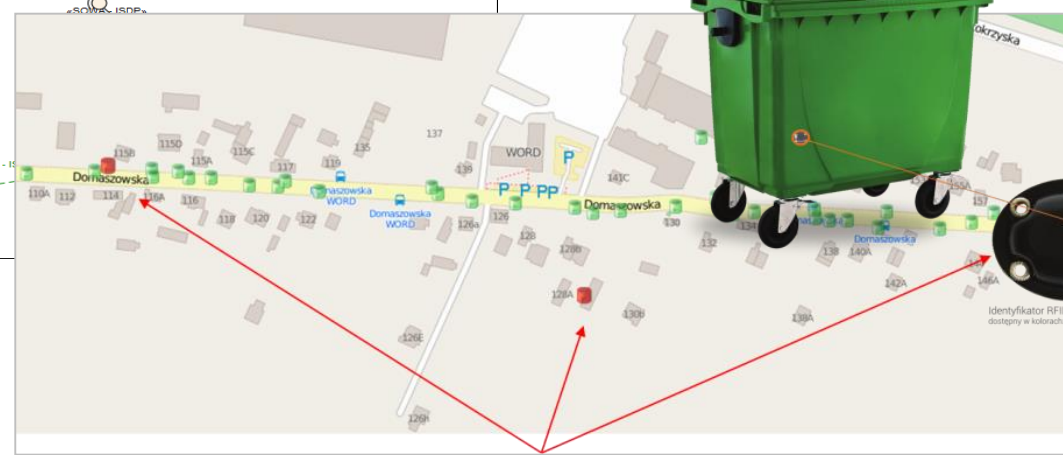 «SOWA- ISDP»
okrzyska
137
135
115D
115B
115C
115A
119
117
139
WORD
P
141C
Domaszowska
110A
112
114
116A
116
118
120
122
Domaszowska
WORD
Domaszowska
WORD
126a
126
P
P
PP
Domaszowska
128
128B
128A
130
130b
132
134
138
140A
Domaszowska
155A
157
142A
146A
138A
126E
126h
Identyfikator RFI
dostępny w kolorach